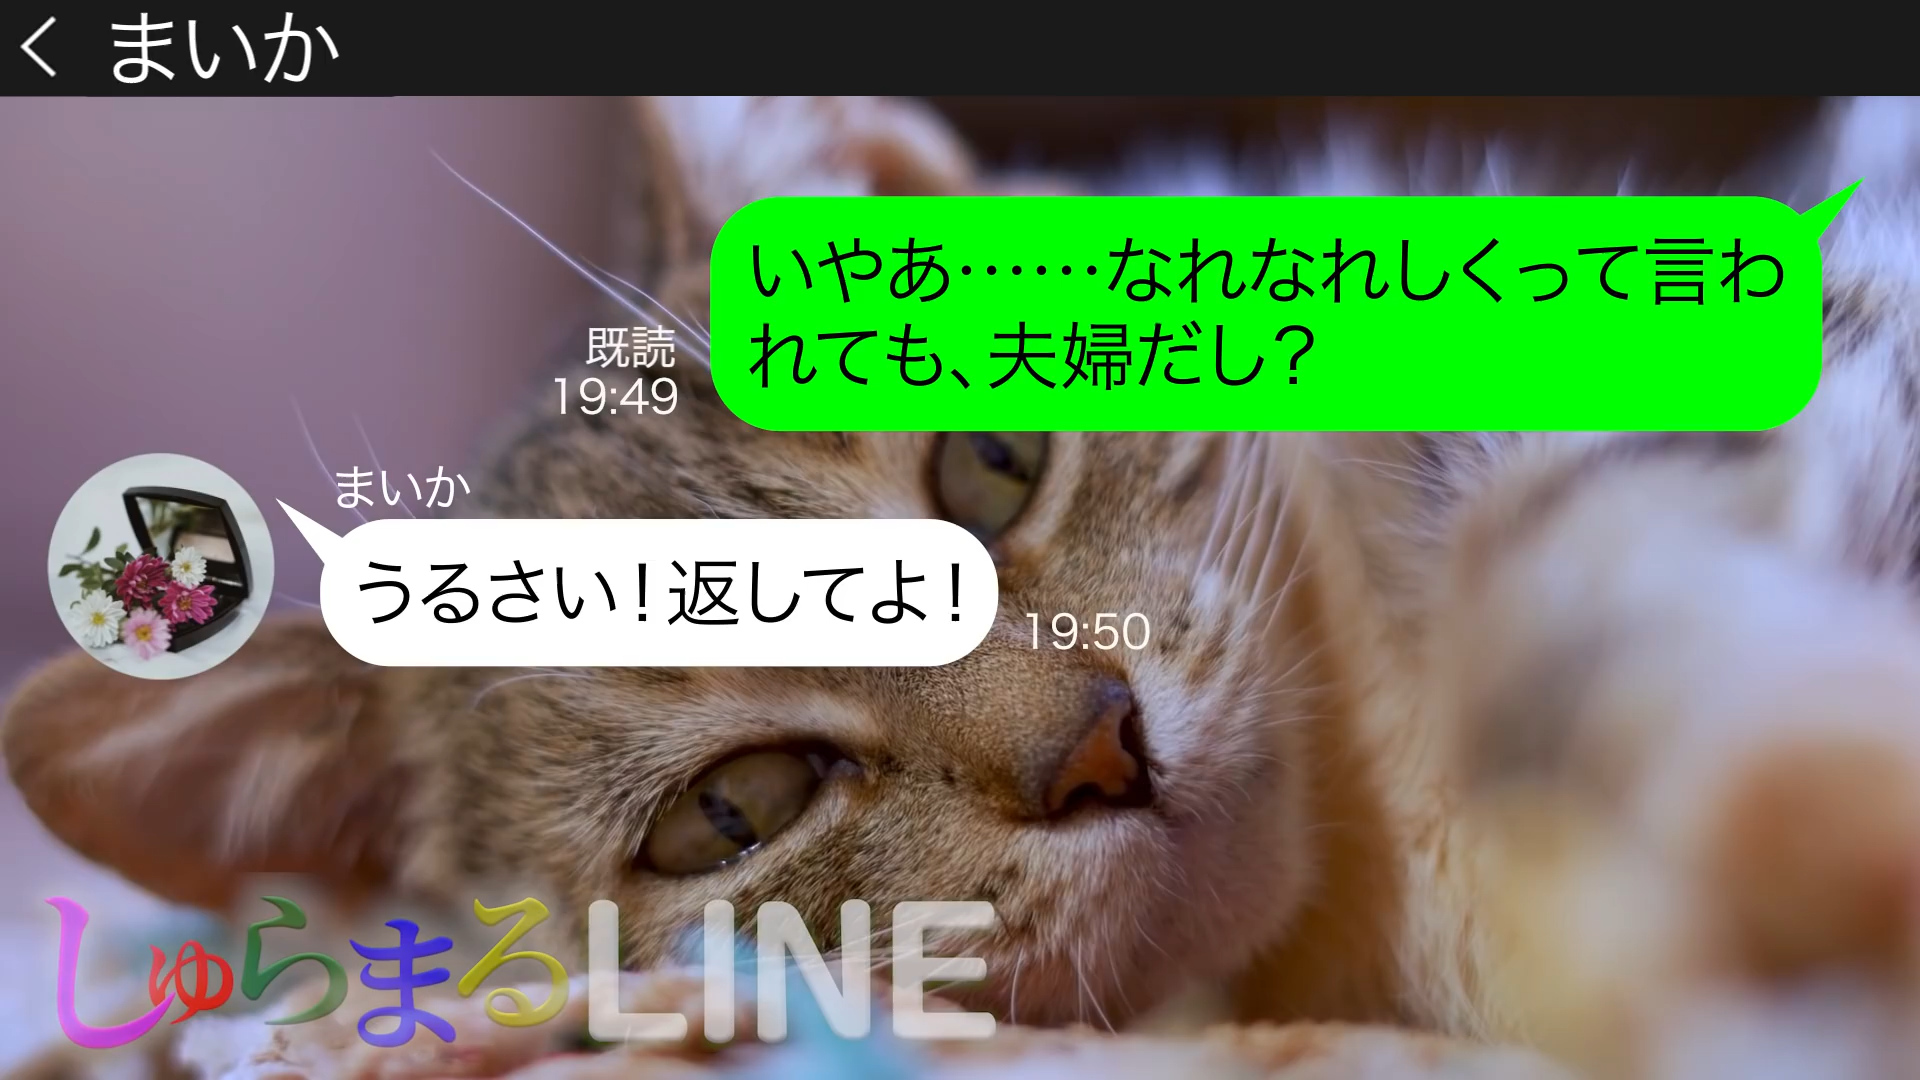 まいか
いやあ……なれなれしくって言わ
れても、夫婦だし？
既読
19:49
まいか
うるさい！返してよ！
19:50
しゅらまるLINE